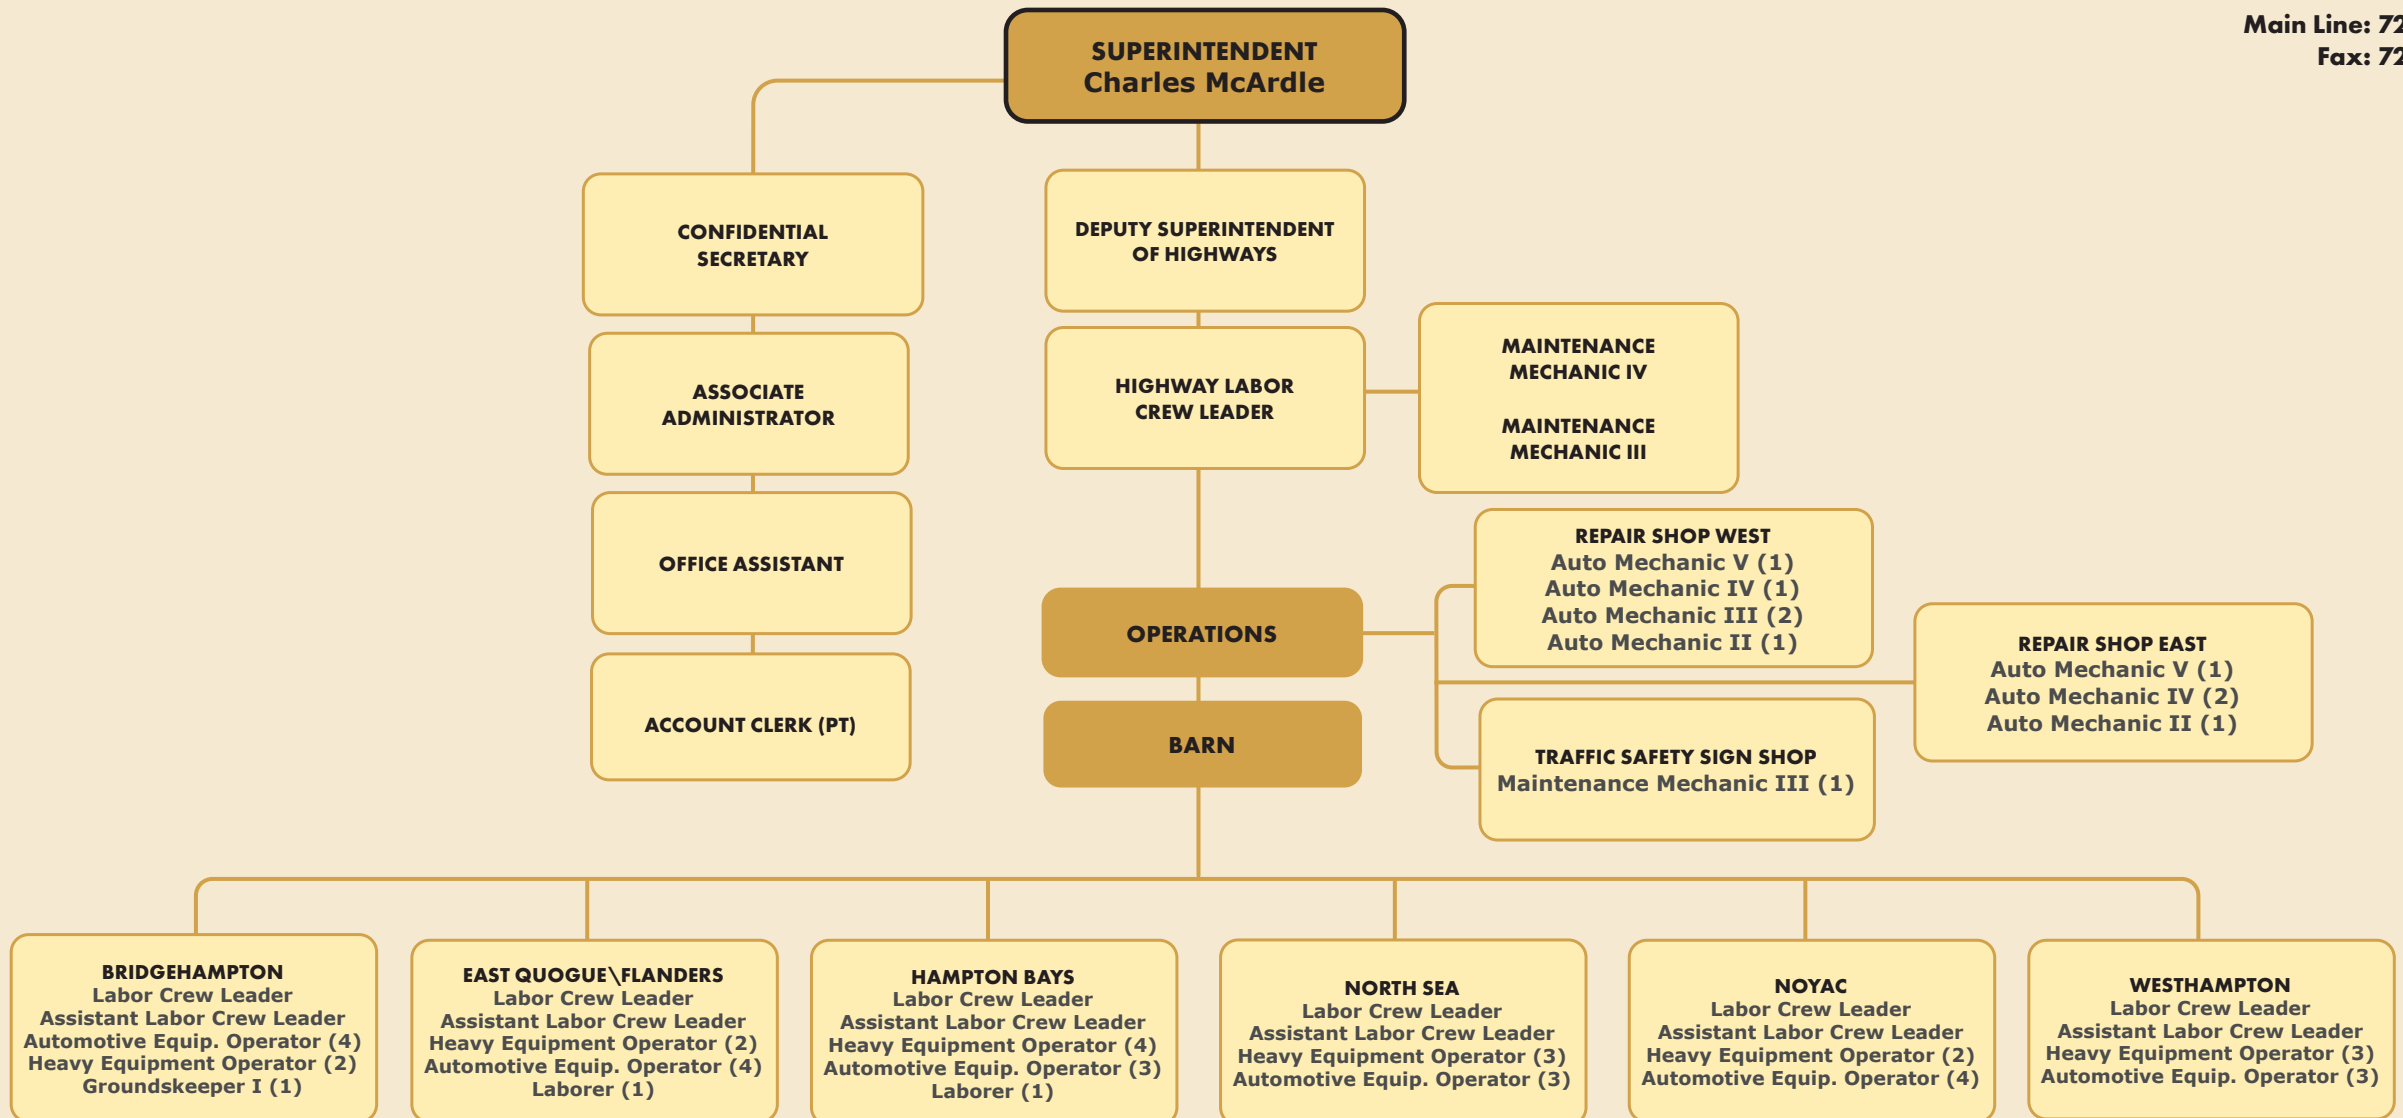 Main Line: 72
Fax: 72
SUPERINTENDENT
Charles McArdle
CONFIDENTIAL
SECRETARY
DEPUTY SUPERINTENDENT
OF HIGHWAYS
ASSOCIATE
ADMINISTRATOR
HIGHWAY LABOR
CREW LEADER
MAINTENANCE
MECHANIC IV
MAINTENANCE
MECHANIC III
OFFICE ASSISTANT
ACCOUNT CLERK (PT)
OPERATIONS
BARN
REPAIR SHOP WEST
Auto Mechanic V (1)
Auto Mechanic IV (1)
Auto Mechanic III (2)
Auto Mechanic II (1)
REPAIR SHOP EAST
Auto Mechanic V (1)
Auto Mechanic IV (2)
Auto Mechanic II (1)
TRAFFIC SAFETY SIGN SHOP
Maintenance Mechanic III (1)
BRIDGEHAMPTON
Labor Crew Leader
Assistant Labor Crew Leader
Automotive Equip. Operator (4)
Heavy Equipment Operator (2)
Groundskeeper I (1)
EAST QUOGUE\FLANDERS
Labor Crew Leader
Assistant Labor Crew Leader
Heavy Equipment Operator (2)
Automotive Equip. Operator (4)
Laborer (1)
HAMPTON BAYS
Labor Crew Leader
Assistant Labor Crew Leader
Heavy Equipment Operator (4)
Automotive Equip. Operator (3)
Laborer (1)
NORTH SEA
Labor Crew Leader
Assistant Labor Crew Leader
Heavy Equipment Operator (3)
Automotive Equip. Operator (3)
NOYAC
Labor Crew Leader
Assistant Labor Crew Leader
Heavy Equipment Operator (2)
Automotive Equip. Operator (4)
WESTHAMPTON
Labor Crew Leader
Assistant Labor Crew Leader
Heavy Equipment Operator (3)
Automotive Equip. Operator (3)